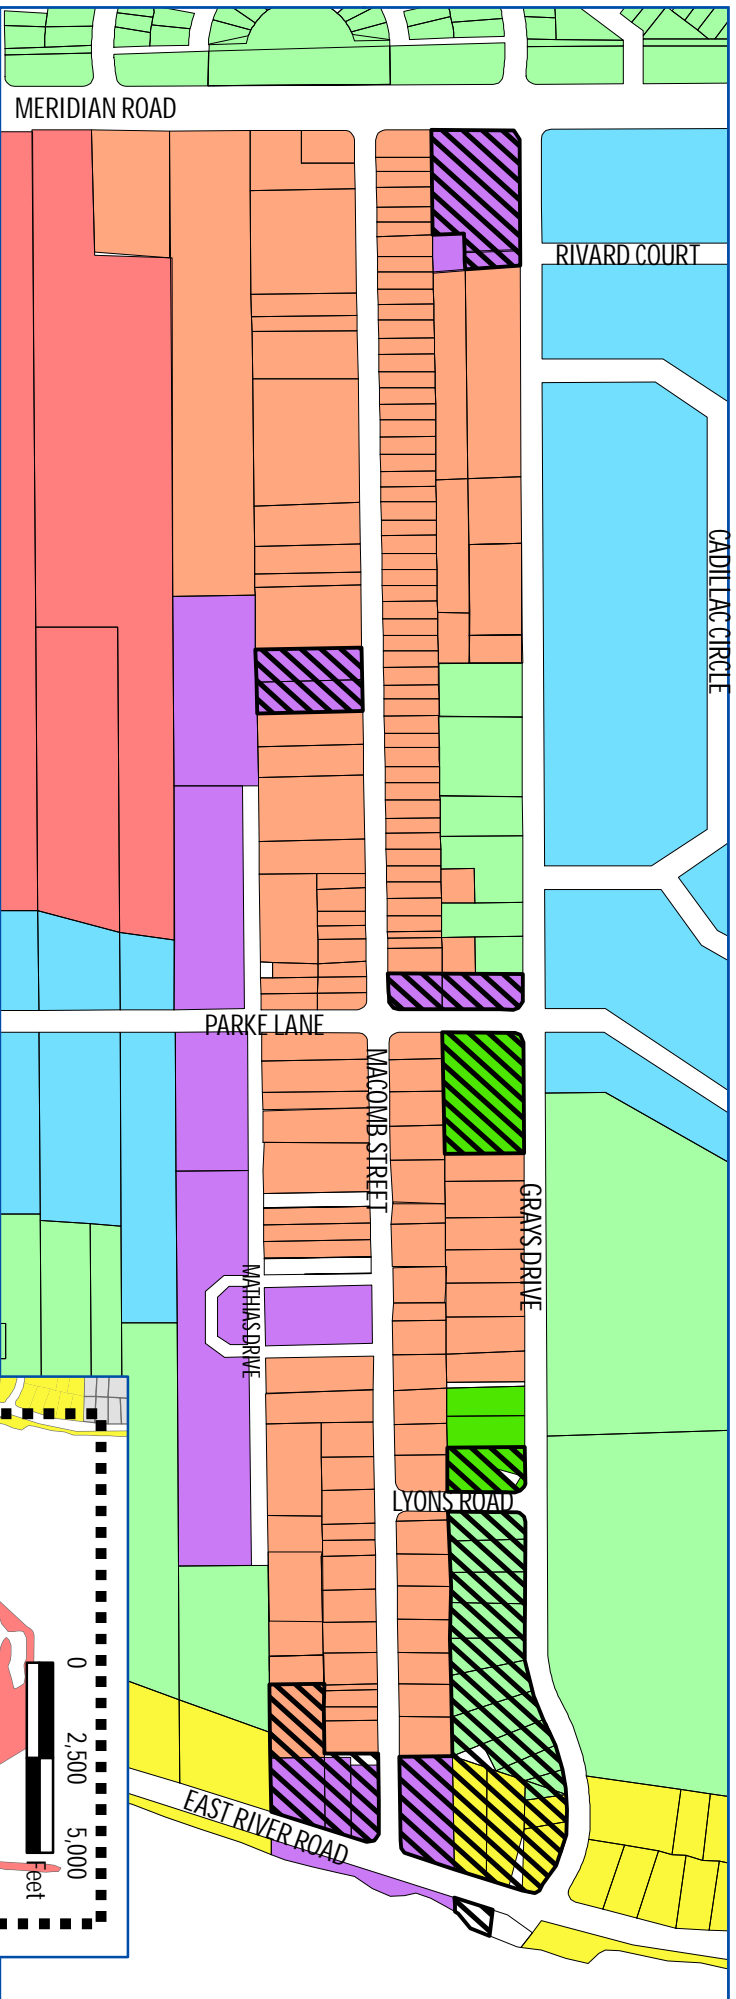 MERIDIAN ROAD
RIVARD COURT
CADILLAC CIRCLE
PARKE LANE
MACOMB STREET
GRAYS DRIVE
MATHIAS DRIVE
LYONS ROAD
EAST RIVER ROAD
0
2,500
5,000
Feet